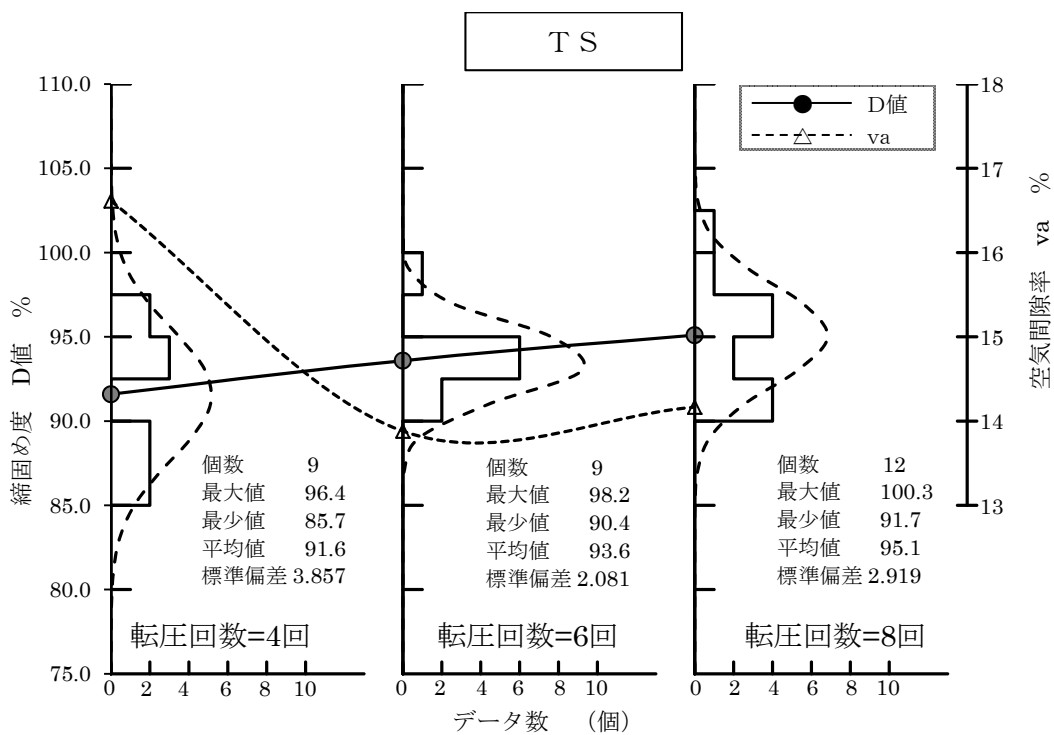 T S
110.0
105.0
100.0
95.0
90.0
85.0
80.0
75.0
締固め度 D値 %
D値
va
18
17
16
15
14
13
空気間隙率 va %
個数 9
最大値 96.4
最少値 85.7
平均値 91.6
標準偏差 3.857
転圧回数=4回
個数 9
最大値 98.2
最少値 90.4
平均値 93.6
標準偏差 2.081
転圧回数=6回
個数 12
最大値 100.3
最少値 91.7
平均値 95.1
標準偏差 2.919
転圧回数=8回
0 2 4 6 8 10
0 2 4 6 8 10
0 2 4 6 8 10
データ数 (個)